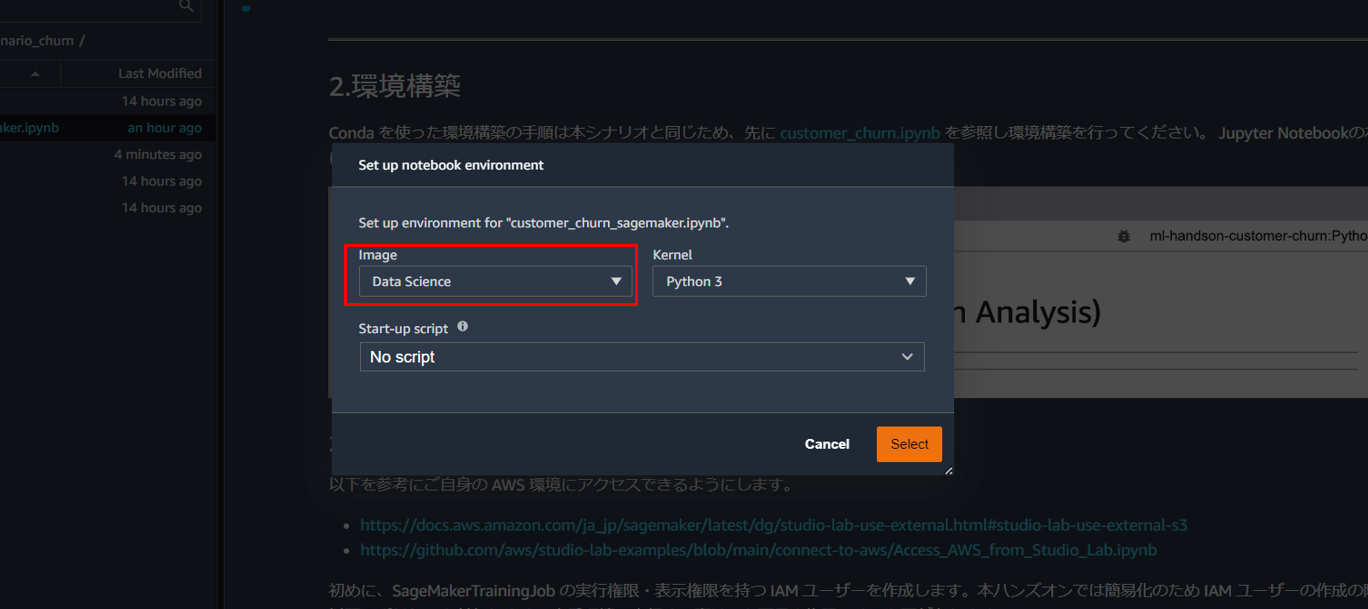 nario_churn /
Last Modified
14 hours ago
aker.ipynb an hour ago
4 minutes ago
14 hours ago
14 hours ago
2.環境構築
Conda を使った環境構築の手順は本シナリオと同じため、先に customer_churn.ipynb を参照し環境構築を行ってください。 Jupyter Notebookの
Set up notebook environment
Set up environment for "customer_churn_sagemaker.ipynb".
Image
Data Science
Kernel
Python 3
Start-up script
No script
Cancel
Select
ml-handson-customer-churn:Pytho
n Analysis)
以下を参考にご自身の AWS 環境にアクセスできるようにします。
https://docs.aws.amazon.com/ja_jp/sagemaker/latest/dg/studio-lab-use-external.html#studio-lab-use-external-s3
https://github.com/aws/studio-lab-examples/blob/main/connect-to-aws/Access_AWS_from_Studio_Lab.ipynb
初めに、SageMakerTrainingJob の実行権限・表示権限を持つ IAM ユーザーを作成します。本ハンズオンでは簡易化のため IAM ユーザーの作成の